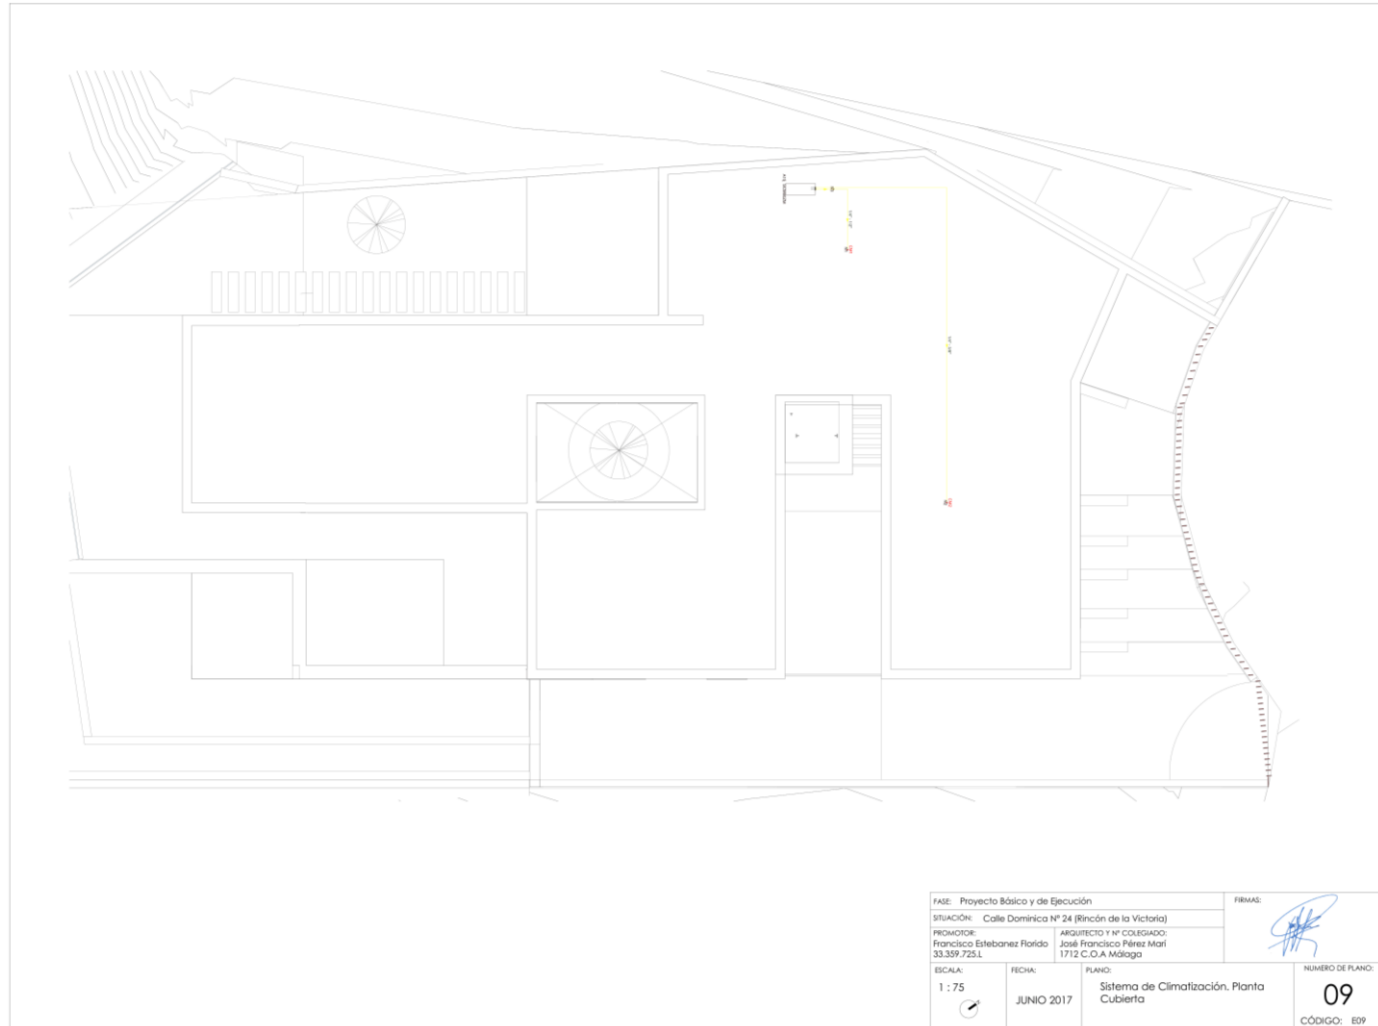 FASE: Proyecto Básico y de Ejecución
FIRMAS:
SITUACIÓN: Calle Dominica Nº 24 (Rincón de la Victoria)
PROMOTOR:
Francisco Estebanez Florido
33.359.725.L
ARQUITECTO Y Nº COLEGIADO:
José Francisco Pérez Marí
1712 C.O.A Málaga
ESCALA:
1 : 75
FECHA:
JUNIO 2017
PLANO:
Sistema de Climatización. Planta
Cubierta
NUMERO DE PLANO:
09
CÓDIGO: E09